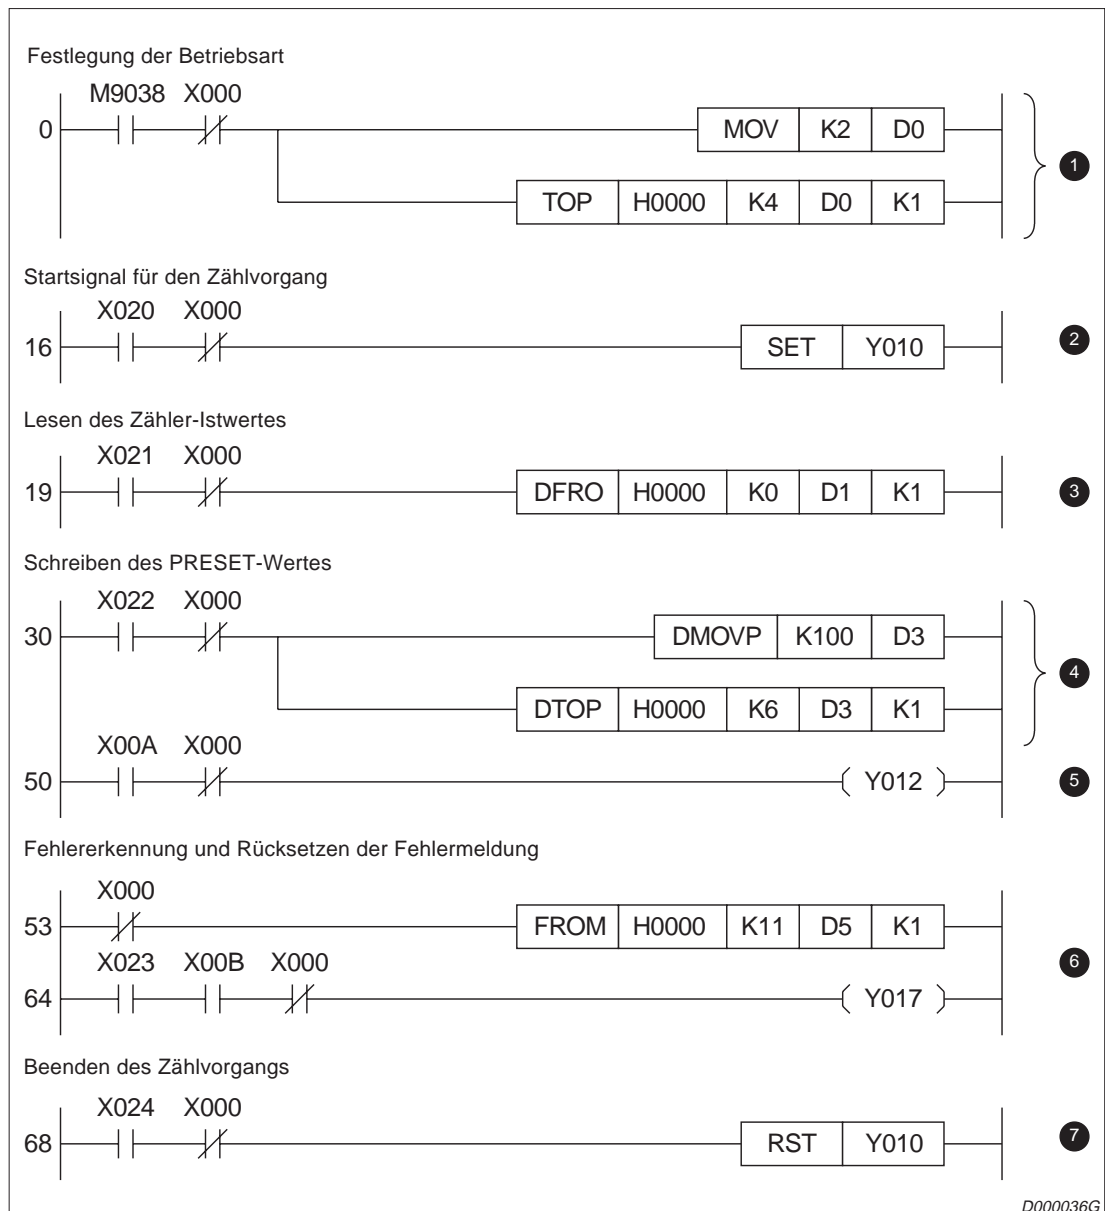 Festlegung der Betriebsart
M9038 X000
0 MOV K2 D0
1
TOP H0000 K4 D0 K1
Startsignal für den Zählvorgang
X020 X000
16 SET Y010 2
Lesen des Zähler-Istwertes
X021 X000
19 DFRO H0000 K0 D1 K1 3
Schreiben des PRESET-Wertes
X022 X000
30 DMOVP K100 D3
4
DTOP H0000 K6 D3 K1
X00A X000
50 Y012 5
Fehlererkennung und Rücksetzen der Fehlermeldung
X000
53 FROM H0000 K11 D5 K1
X023 X00B X000 6
64 Y017
Beenden des Zählvorgangs
X024 X000
68 RST Y010 7
D000036G